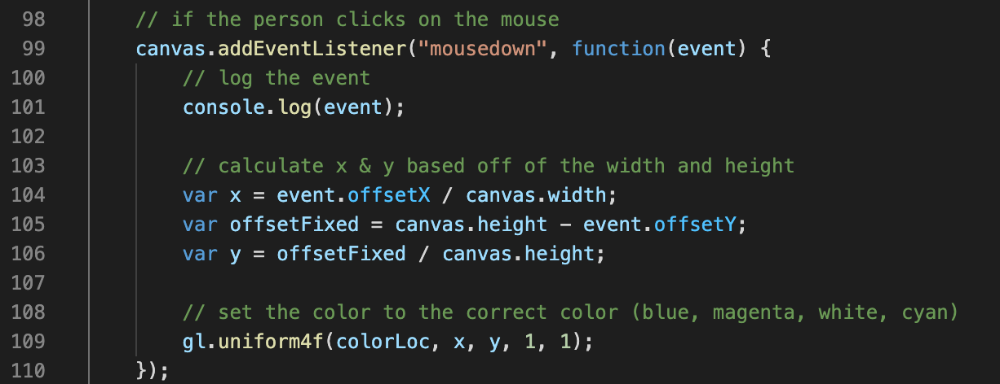 98 // if the person clicks on the mouse
99 canvas.addEventListener("mousedown", function(event) {
100 // log the event
101 console.log(event);
102
103 // calculate x & y based off of the width and height
104 var x = event.offsetX / canvas.width;
105 var offsetFixed = canvas.height - event.offsetY;
106 var y = offsetFixed / canvas.height;
107
108 // set the color to the correct color (blue, magenta, white, cyan)
109 gl.uniform4f(colorLoc, x, y, 1, 1);
110 });